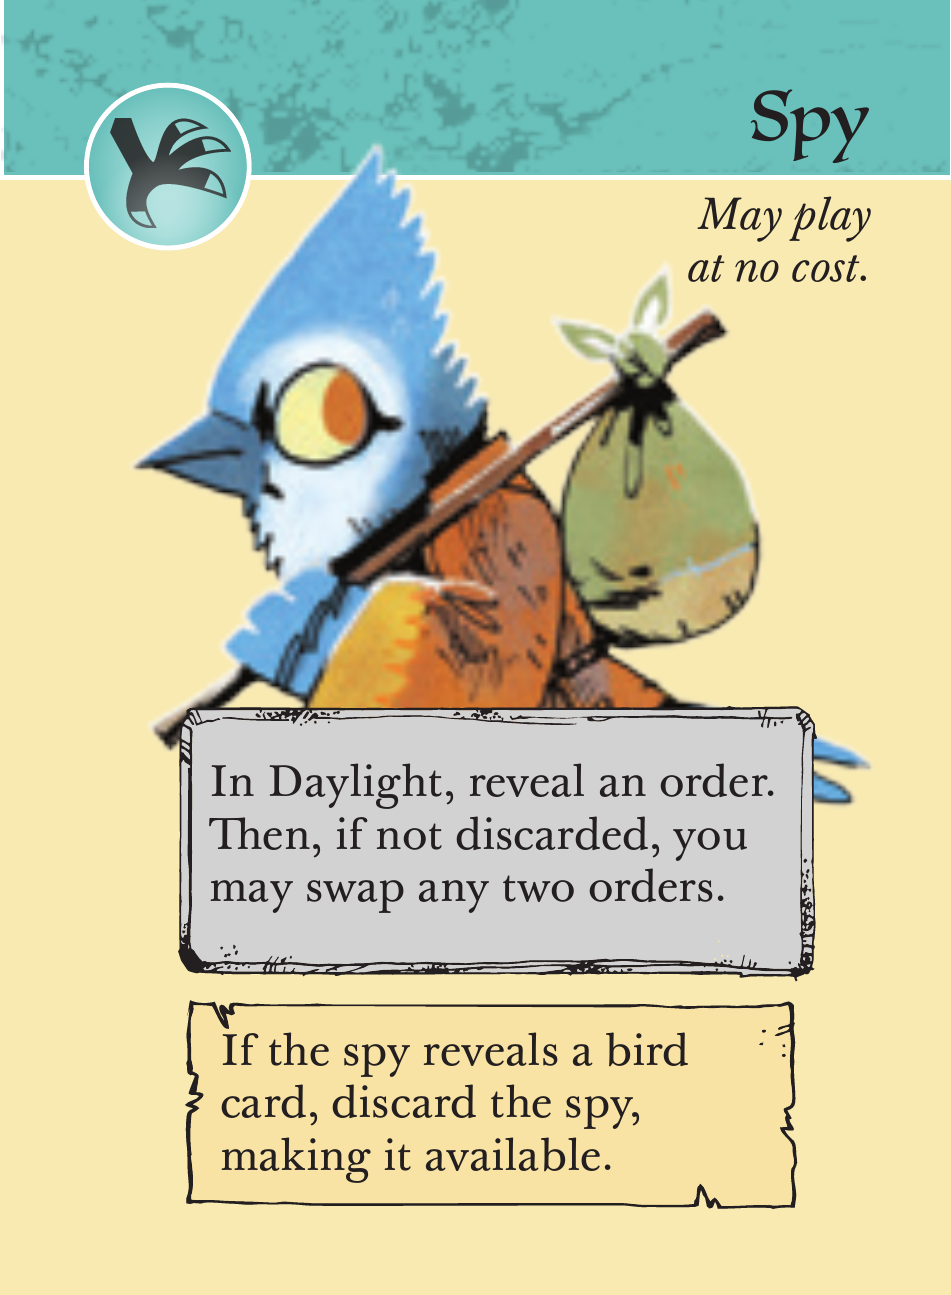 Spy
May play
at no cost.
In Daylight, reveal an order.
Then, if not discarded, you
may swap any two orders.
If the spy reveals a bird
card, discard the spy,
making it available.